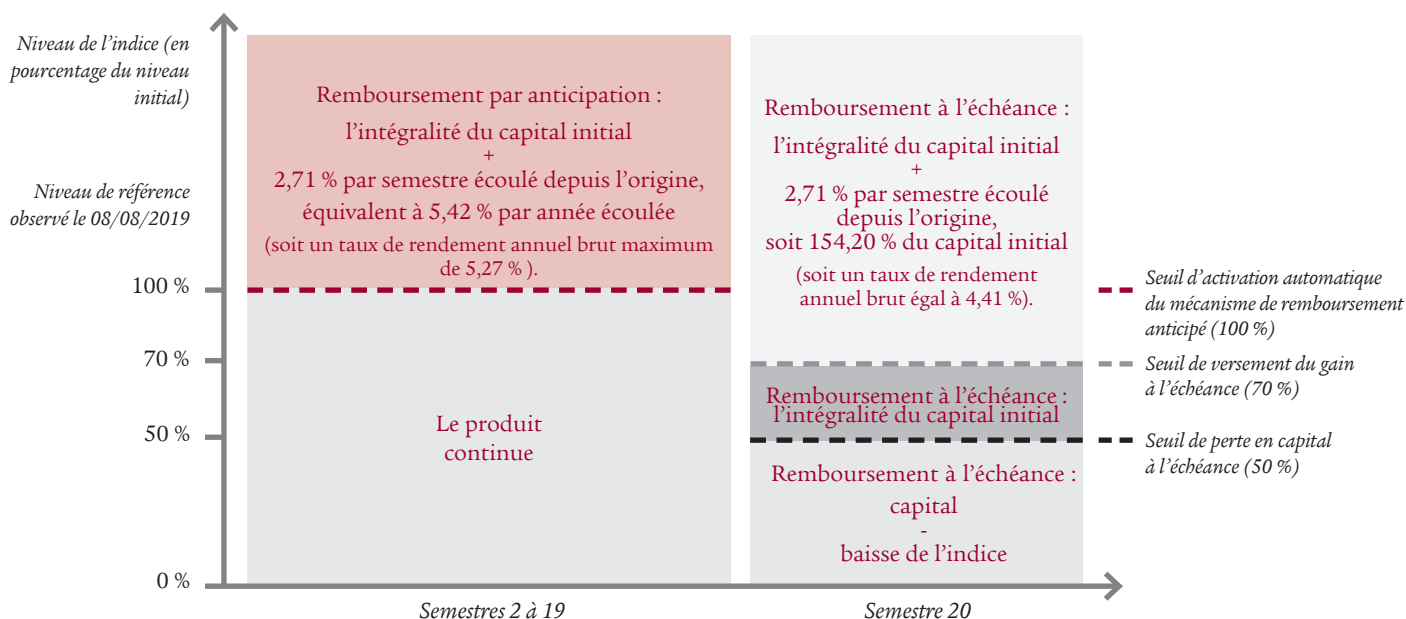 Niveau de l’indice (en
pourcentage du niveau
initial)
Niveau de référence
observé le 08/08/2019
100 %
70 %
50 %
0 %
Remboursement par anticipation :
l’intégralité du capital initial
+
2,71 % par semestre écoulé depuis l’origine,
équivalent à 5,42 % par année écoulée
(soit un taux de rendement annuel brut maximum
de 5,27 % ).
Le produit
continue
Remboursement à l’échéance :
l’intégralité du capital initial
+
2,71 % par semestre écoulé
depuis l’origine,
soit 154,20 % du capital initial
(soit un taux de rendement
annuel brut égal à 4,41 %).
Remboursement à l’échéance :
l’intégralité du capital initial
Remboursement à l’échéance :
capital
-
baisse de l’indice
Seuil d’activation automatique
du mécanisme de remboursement
anticipé (100 %)
Seuil de versement du gain
à l’échéance (70 %)
Seuil de perte en capital
à l’échéance (50 %)
Semestres 2 à 19
Semestre 20